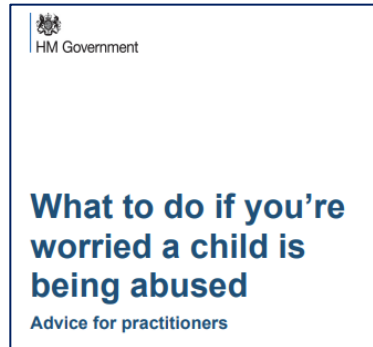 HM Government
What to do if you're
worried a child is
being abused
Advice for practitioners